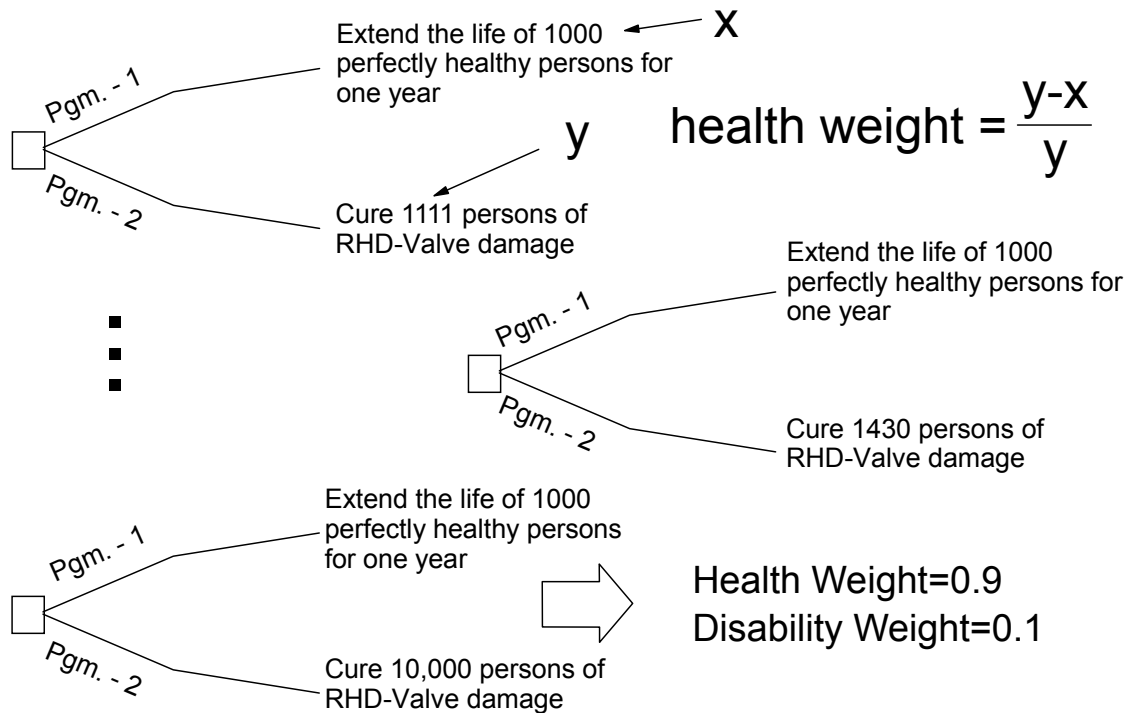 Extend the life of 1000
perfectly healthy persons for
one year
x
Pgm. - 1
health weight = y-x
y
y
Pgm. - 2
Cure 1111 persons of
RHD-Valve damage
Extend the life of 1000
perfectly healthy persons for
one year
Pgm. - 1
Pgm. - 2
Cure 1430 persons of
RHD-Valve damage
Extend the life of 1000
perfectly healthy persons
for one year
Pgm. - 1
Health Weight=0.9
Disability Weight=0.1
Pgm. - 2
Cure 10,000 persons of
RHD-Valve damage